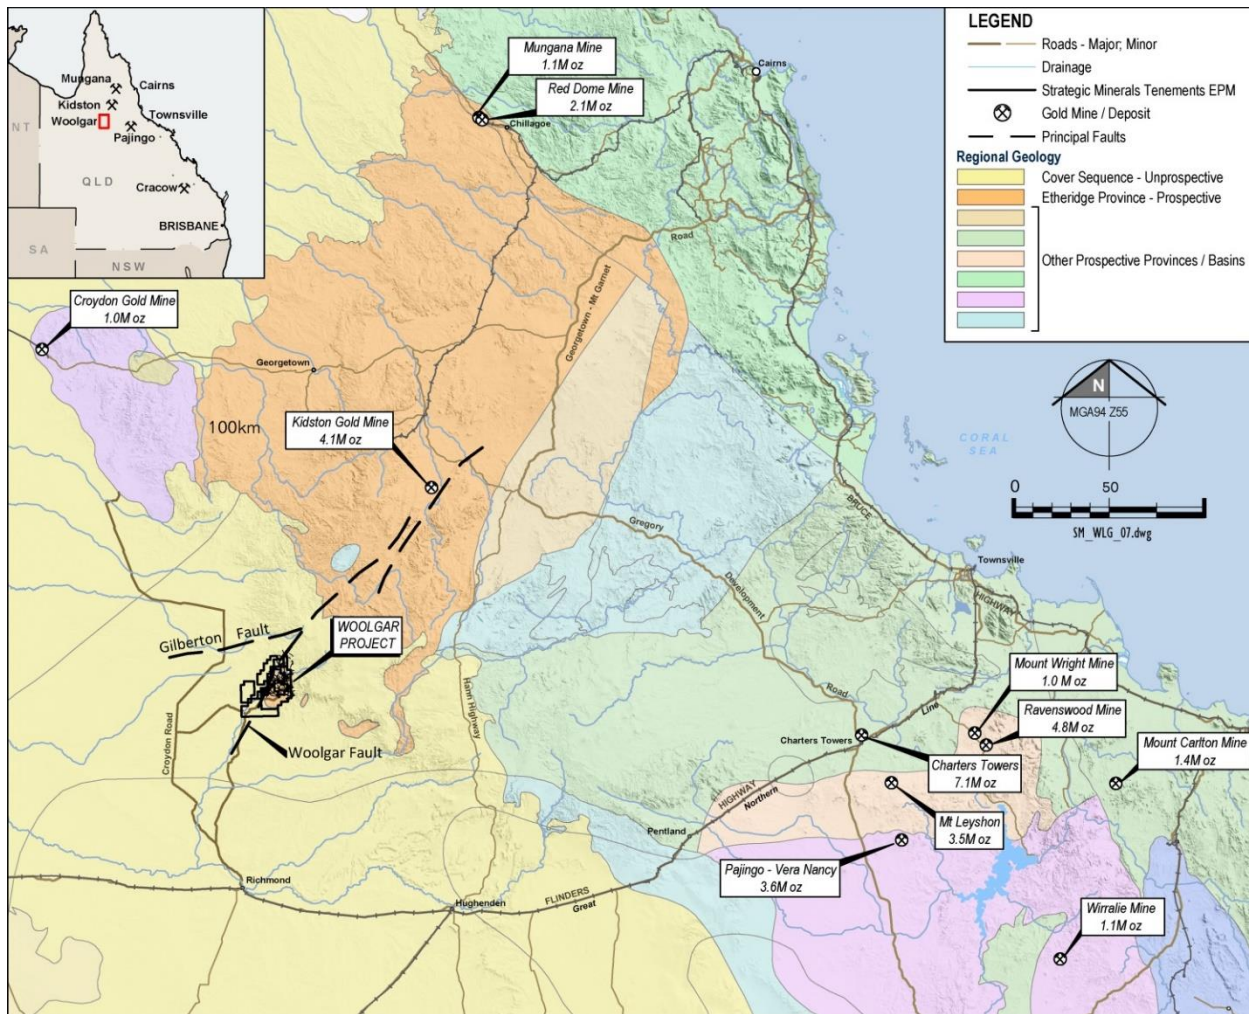 Mungana
Cairns
Kidston
Woolgar
Townsville
Pajingo
NT
QLD
Cracow
BRISBANE
SA
NSW
Mungana Mine
1.1M oz
Red Dome Mine
2.1M oz
Chillagoe
Cairns
LEGEND
Roads - Major; Minor
Drainage
Strategic Minerals Tenements EPM
Gold Mine / Deposit
Principal Faults
Regional Geology
Cover Sequence - Unprospective
Etheridge Province - Prospective
Other Prospective Provinces / Basins
Road
Georgetown - Mt Garnet
Croydon Gold Mine
1.0M oz
Georgetown
100km
Kidston Gold Mine
4.1M oz
N
MGA94 Z55
CORAL
SEA
0
50
SM_WLG_07.dwg
BRUCE
Gregory
Development
Road
Townsville
HIGHWAY
Gilberton Fault
WOOLGAR
PROJECT
Croydon Road
Hann Highway
Woolgar Fault
Mount Wright Mine
1.0 M oz
Ravenswood Mine
4.8M oz
Mount Carlton Mine
1.4M oz
Line
Charters Towers
Charters Towers
7.1M oz
HIGHWAY
Northern
Mt Leyshon
3.5M oz
Pentland
Pajingo - Vera Nancy
3.6M oz
Richmond
Hughenden
FLINDERS
Great
Wirralie Mine
1.1M oz